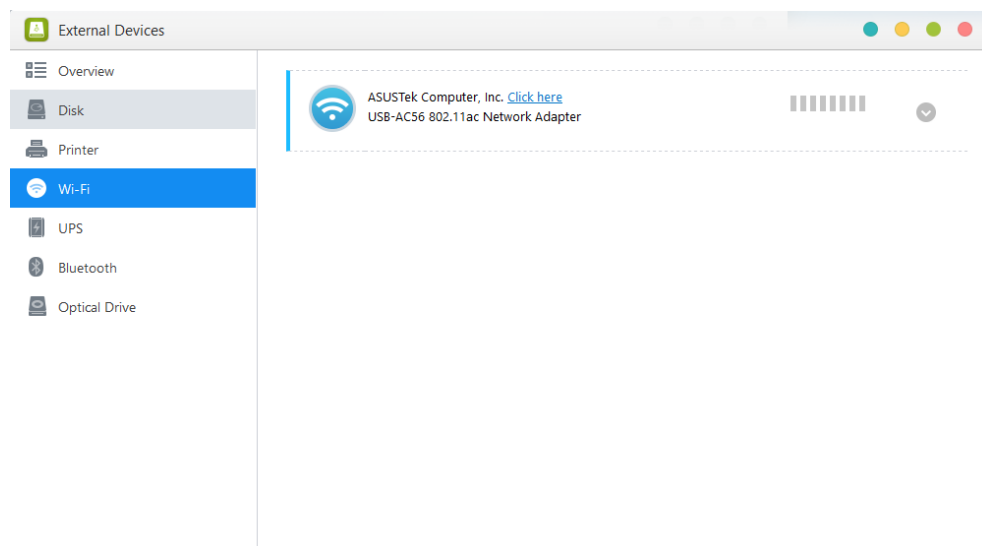 External Devices
Overview
Disk
Printer
Wi-Fi
UPS
Bluetooth
Optical Drive
ASUSTek Computer, Inc. Click here
USB-AC56 802.11ac Network Adapter